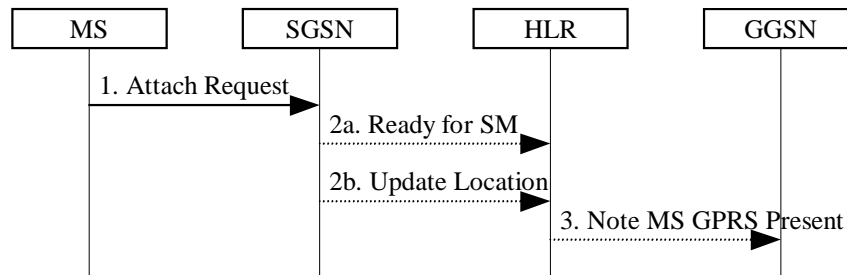 MS
SGSN
HLR
GGSN
1. Attach Request
2a. Ready for SM
2b. Update Location
3. Note MS GPRS Present